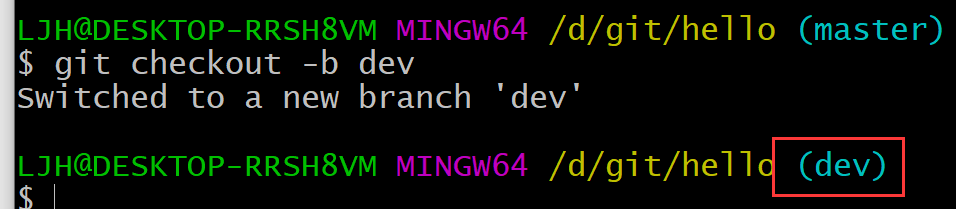 LJH@DESKTOP-RRSH8VM MINGW64 /d/git/hello (master)
$ git checkout -b dev
Switched to a new branch 'dev'
LJH@DESKTOP-RRSH8VM MINGW64 /d/git/hello (dev)
$